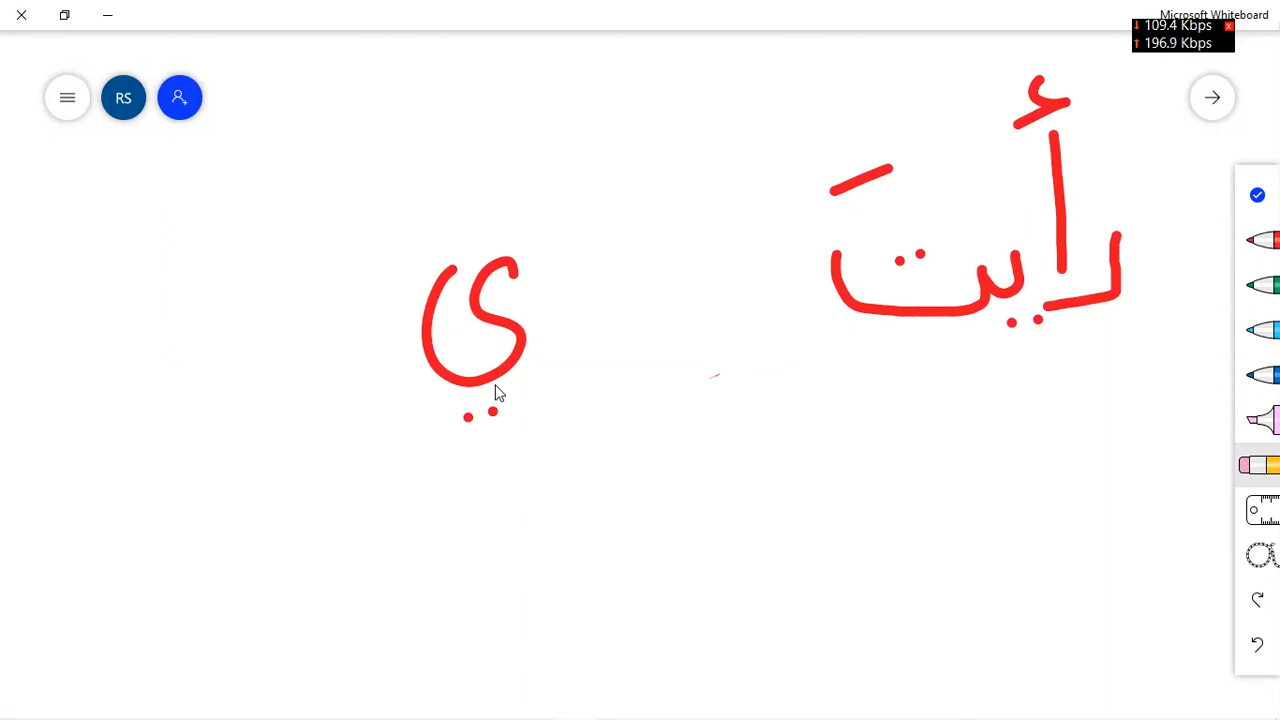 Microsoft Whiteboard
↓ 109.4 Kbps x
↑ 196.9 Kbps
RS
رأيتَ
ي